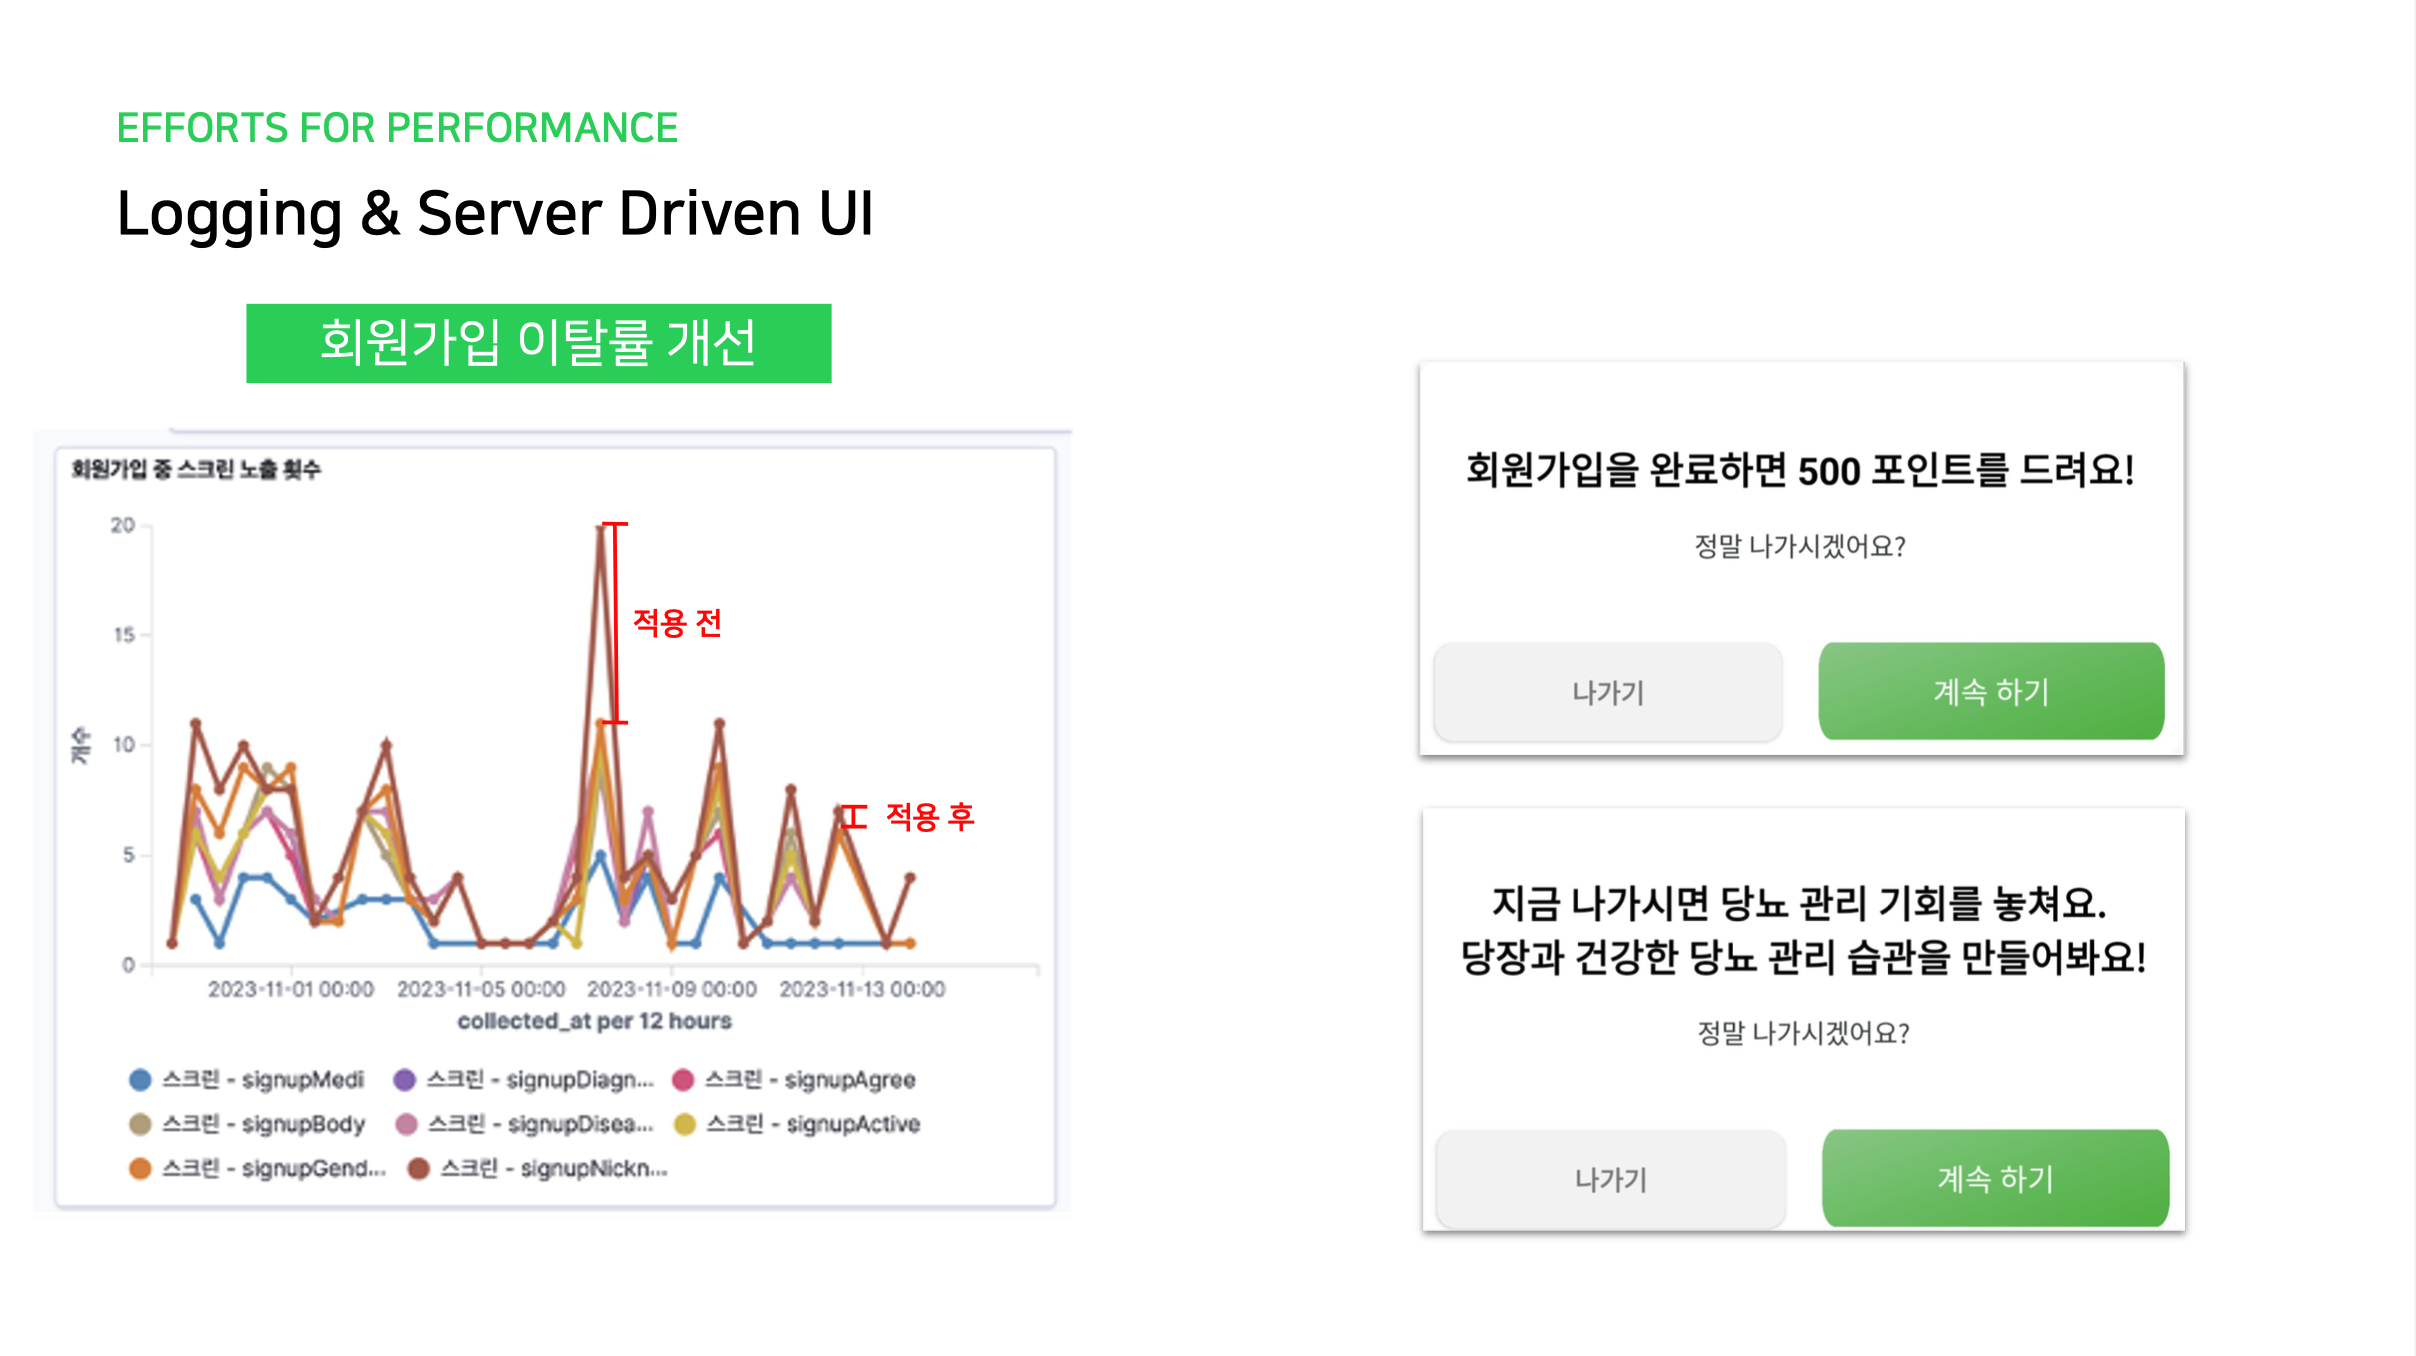 EFFORTS FOR PERFORMANCE
Logging & Server Driven UI
회원가입 이탈률 개선
회원가입 중 스크린 노출 횟수
20
15
10
5
0
개수
적용 전
적용 후
2023-11-01 00:00
2023-11-05 00:00
2023-11-09 00:00
2023-11-13 00:00
collected_at per 12 hours
스크린 - signupMedi
스크린 - signupDiagn...
스크린 - signupAgree
스크린 - signupBody
스크린 - signupDisea...
스크린 - signupActive
스크린 - signupGend...
스크린 - signupNickn...
회원가입을 완료하면 500 포인트를 드려요!
정말 나가시겠어요?
나가기
계속 하기
지금 나가시면 당뇨 관리 기회를 놓쳐요.
당장과 건강한 당뇨 관리 습관을 만들어봐요!
정말 나가시겠어요?
나가기
계속 하기